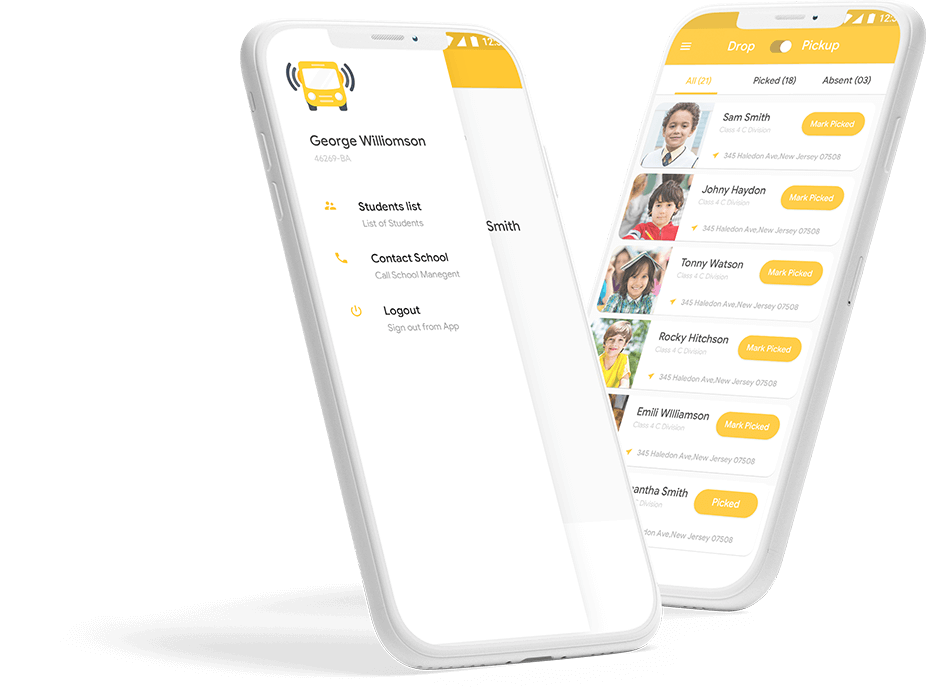 12:
George Williomson
46269-BA
Students list
List of Students
Contact School
Call School Manegent
Logout
Sign out from App
Smith
12:
Drop
Pickup
All (21)
Picked (18)
Absent (03)
Sam Smith
Class 4 C Division
Mark Picked
345 Haledon Ave,New Jersey 07508
Johny Haydon
Class 4 C Division
Mark Picked
345 Haledon Ave,New Jersey 07508
Tonny Watson
Class 4 C Division
Mark Picked
345 Haledon Ave,New Jersey 07508
Rocky Hitchson
Class 4 C Division
Mark Picked
345 Haledon Ave,New Jersey 07508
Emili WIlliamson
Class 4 C Division
Mark Picked
345 Haledon Ave,New Jersey 07508
antha Smith
C Division
Picked
don Ave,New Jersey 07508